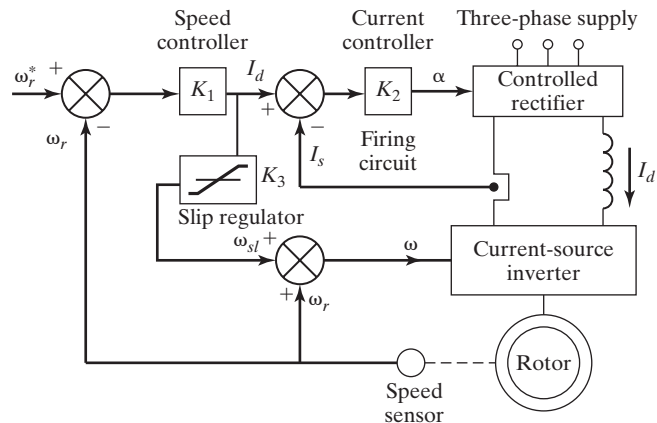 Speed
controller
Current
controller
Three-phase supply
ω*r
+
−
K1
Id
+
−
K2
α
Controlled
rectifier
ωr
Is
Firing
circuit
Id
K3
Slip regulator
ωsl
+
+
ωr
ω
Current-source
inverter
Rotor
Speed
sensor